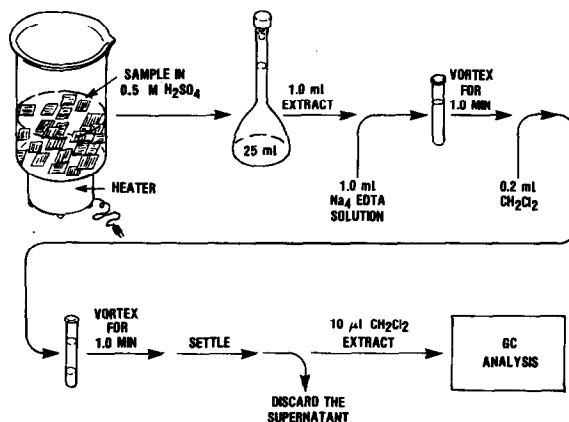 SAMPLE IN
0.5 M H₂SO₄
HEATER
25 ml
1.0 ml
EXTRACT
1.0 ml
Na₄ EDTA
SOLUTION
VORTEX
FOR
1.0 MIN
0.2 ml
CH₂Cl₂
VORTEX
FOR
1.0 MIN
SETTLE
DISCARD THE
SUPERNATANT
10 μl CH₂Cl₂
EXTRACT
GC
ANALYSIS